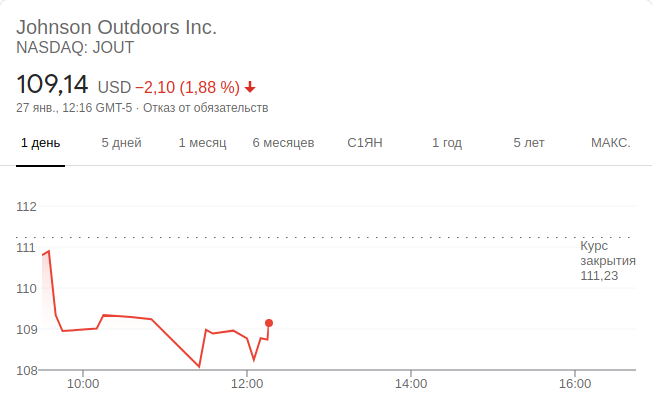 Johnson Outdoors Inc.
NASDAQ: JOUT
109,14 USD −2,10 (1,88 %)
27 янв., 12:16 GMT-5 · Отказ от обязательств
1 день 5 дней 1 месяц 6 месяцев С1ЯН 1 год 5 лет МАКС.
112
111
110
109
108
Курс
закрытия
111,23
10:00 12:00 14:00 16:00